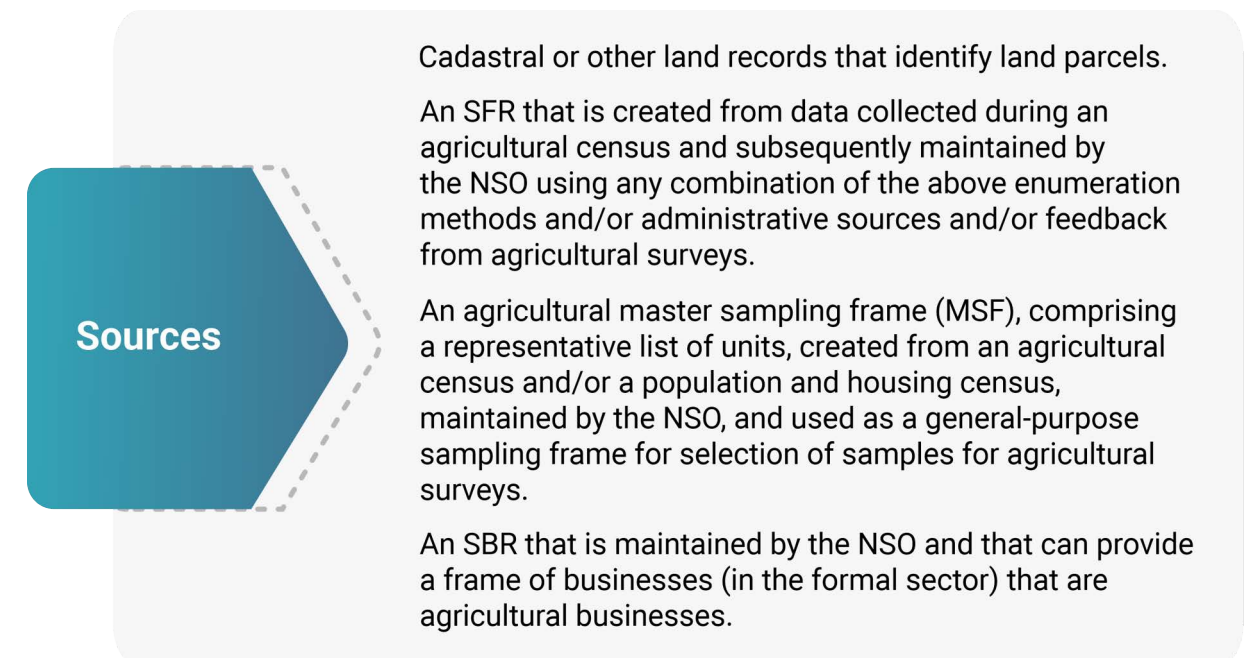 Cadastral or other land records that identify land parcels.
An SFR that is created from data collected during an
agricultural census and subsequently maintained by
the NSO using any combination of the above enumeration
methods and/or administrative sources and/or feedback
from agricultural surveys.
Sources
An agricultural master sampling frame (MSF), comprising
a representative list of units, created from an agricultural
census and/or a population and housing census,
maintained by the NSO, and used as a general-purpose
sampling frame for selection of samples for agricultural
surveys.
An SBR that is maintained by the NSO and that can provide
a frame of businesses (in the formal sector) that are
agricultural businesses.